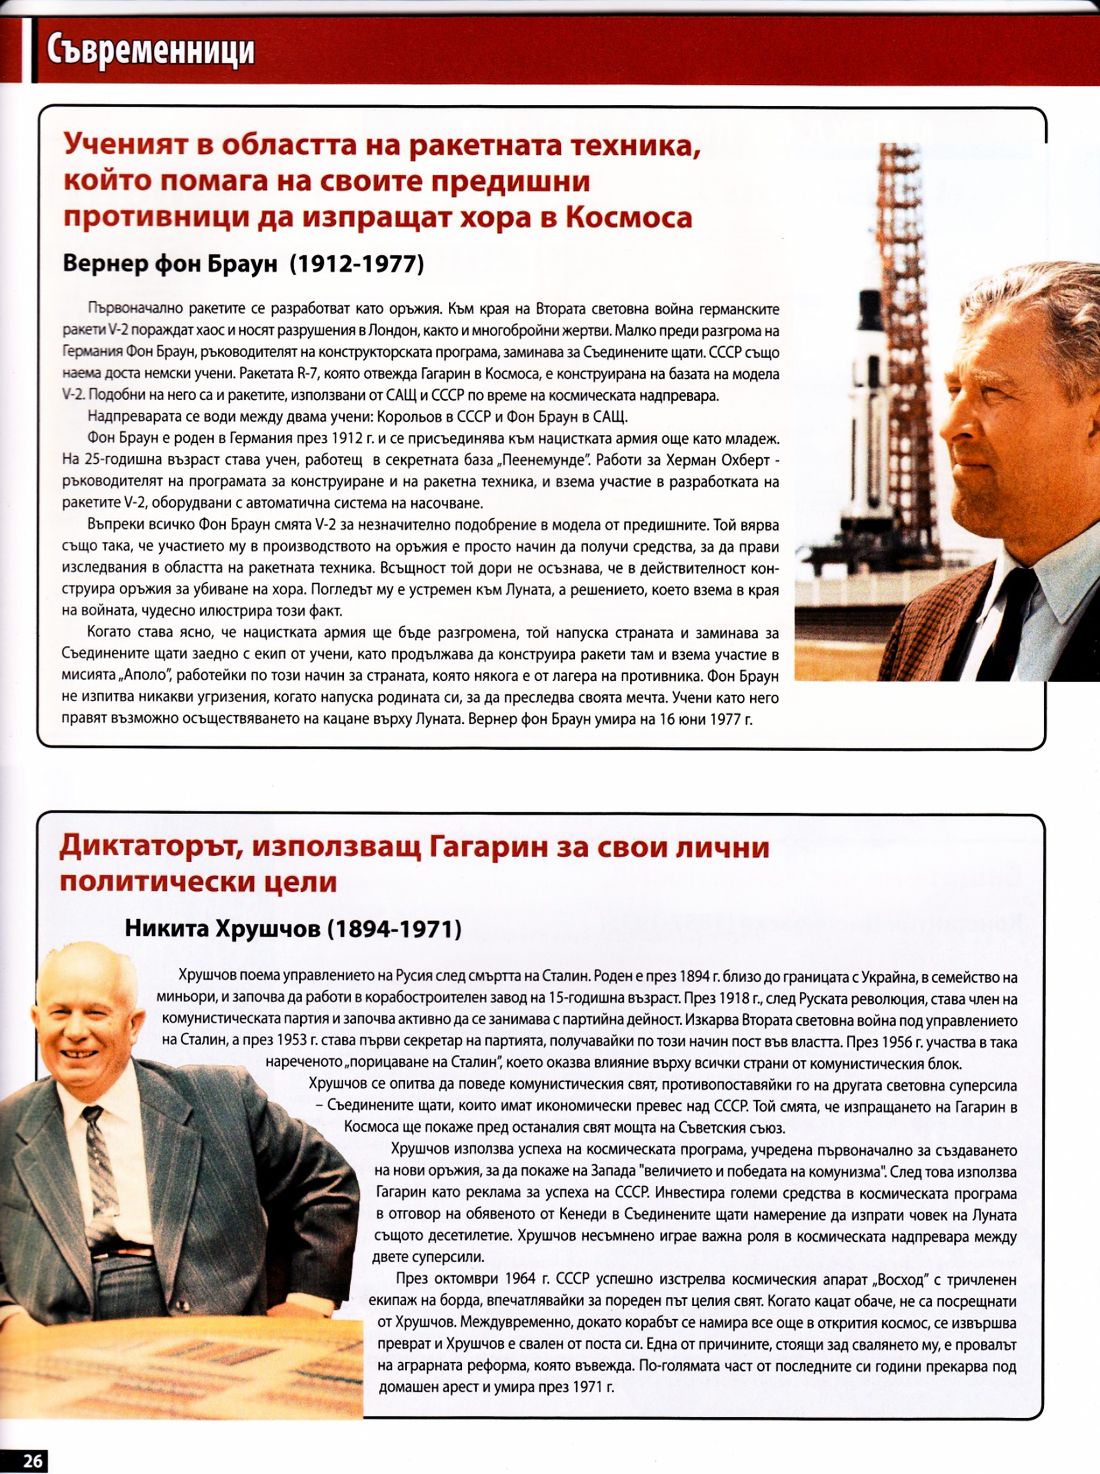 Съвременници
Ученият в областта на ракетната техника,
който помага на своите предишни
противници да изпращат хора в Космоса
Вернер фон Браун (1912-1977)
Първоначално ракетите се разработват като оръжия. Към края на Втората световна война германските
ракети V-2 пораждат хаос и носят разрушения в Лондон, както и многобройни жертви. Малко преди разгрома на
Германия Фон Браун, ръководителят на конструкторската програма, заминава за Съединените щати. СССР също
наема доста немски учени. Ракетата R-7, която отвежда Гагарин в Космоса, е конструирана на базата на модела
V-2. Подобни на него са и ракетите, използвани от САЩ и СССР по време на космическата надпревара.
Надпреварата се води между двама учени: Корольов в СССР и Фон Браун в САЩ.
Фон Браун е роден в Германия през 1912 г. и се присъединява към нацистката армия още като младеж.
На 25-годишна възраст става учен, работещ в секретната база „Пеенемунде”. Работи за Херман Охберт -
ръководителят на програмата за конструиране и на ракетна техника, и взема участие в разработката на
ракетите V-2, оборудвани с автоматична система на насочване.
Въпреки всичко Фон Браун смята V-2 за незначително подобрение в модела от предишните. Той вярва
също така, че участието му в производството на оръжия е просто начин да получи средства, за да прави
изследвания в областта на ракетната техника. Всъщност той дори не осъзнава, че в действителност кон-
струира оръжия за убиване на хора. Погледът му е устремен към Луната, а решението, което взема в края
на войната, чудесно илюстрира този факт.
Когато става ясно, че нацистката армия ще бъде разгромена, той напуска страната и заминава за
Съединените щати заедно с екип от учени, като продължава да конструира ракети там и взема участие в
мисията „Аполо”, работейки по този начин за страната, която някога е от лагера на противника. Фон Браун
не изпитва никакви угризения, когато напуска родината си, за да преследва своята мечта. Учени като него
правят възможно осъществяването на кацане върху Луната. Вернер фон Браун умира на 16 юни 1977 г.
Диктаторът, използващ Гагарин за свои лични
политически цели
Никита Хрушчов (1894-1971)
Хрушчов поема управлението на Русия след смъртта на Сталин. Роден е през 1894 г. близо до границата с Украйна, в семейство на
миньори, и започва да работи в корабостроителен завод на 15-годишна възраст. През 1918 г., след Руската революция, става член на
комунистическата партия и започва активно да се занимава с партийна дейност. Изкарва Втората световна война под управлението
на Сталин, а през 1953 г. става първи секретар на партията, получавайки по този начин пост във властта. През 1956 г. участва в така
нареченото „порицаване на Сталин”, което оказва влияние върху всички страни от комунистическия блок.
Хрушчов се опитва да поведе комунистическия свят, противопоставяйки го на другата световна суперсила
– Съединените щати, които имат икономически превес над СССР. Той смята, че изпращането на Гагарин в
Космоса ще покаже пред останалия свят мощта на Съветския съюз.
Хрушчов използва успеха на космическата програма, учредена първоначално за създаването
на нови оръжия, за да покаже на Запада "величието и победата на комунизма". След това използва
Гагарин като реклама за успеха на СССР. Инвестира големи средства в космическата програма
в отговор на обявеното от Кенеди в Съединените щати намерение да изпрати човек на Луната
същото десетилетие. Хрушчов несъмнено играе важна роля в космическата надпревара между
двете суперсили.
През октомври 1964 г. СССР успешно изстрелва космическия апарат „Восход” с тричленен
екипаж на борда, впечатлявайки за пореден път целия свят. Когато кацат обаче, не са посрещнати
от Хрушчов. Междувременно, докато корабът се намира все още в открития космос, се извършва
преврат и Хрушчов е свален от поста си. Една от причините, стоящи зад свалянето му, е провалът
на аграрната реформа, която въвежда. По-голямата част от последните си години прекарва под
домашен арест и умира през 1971 г.
26